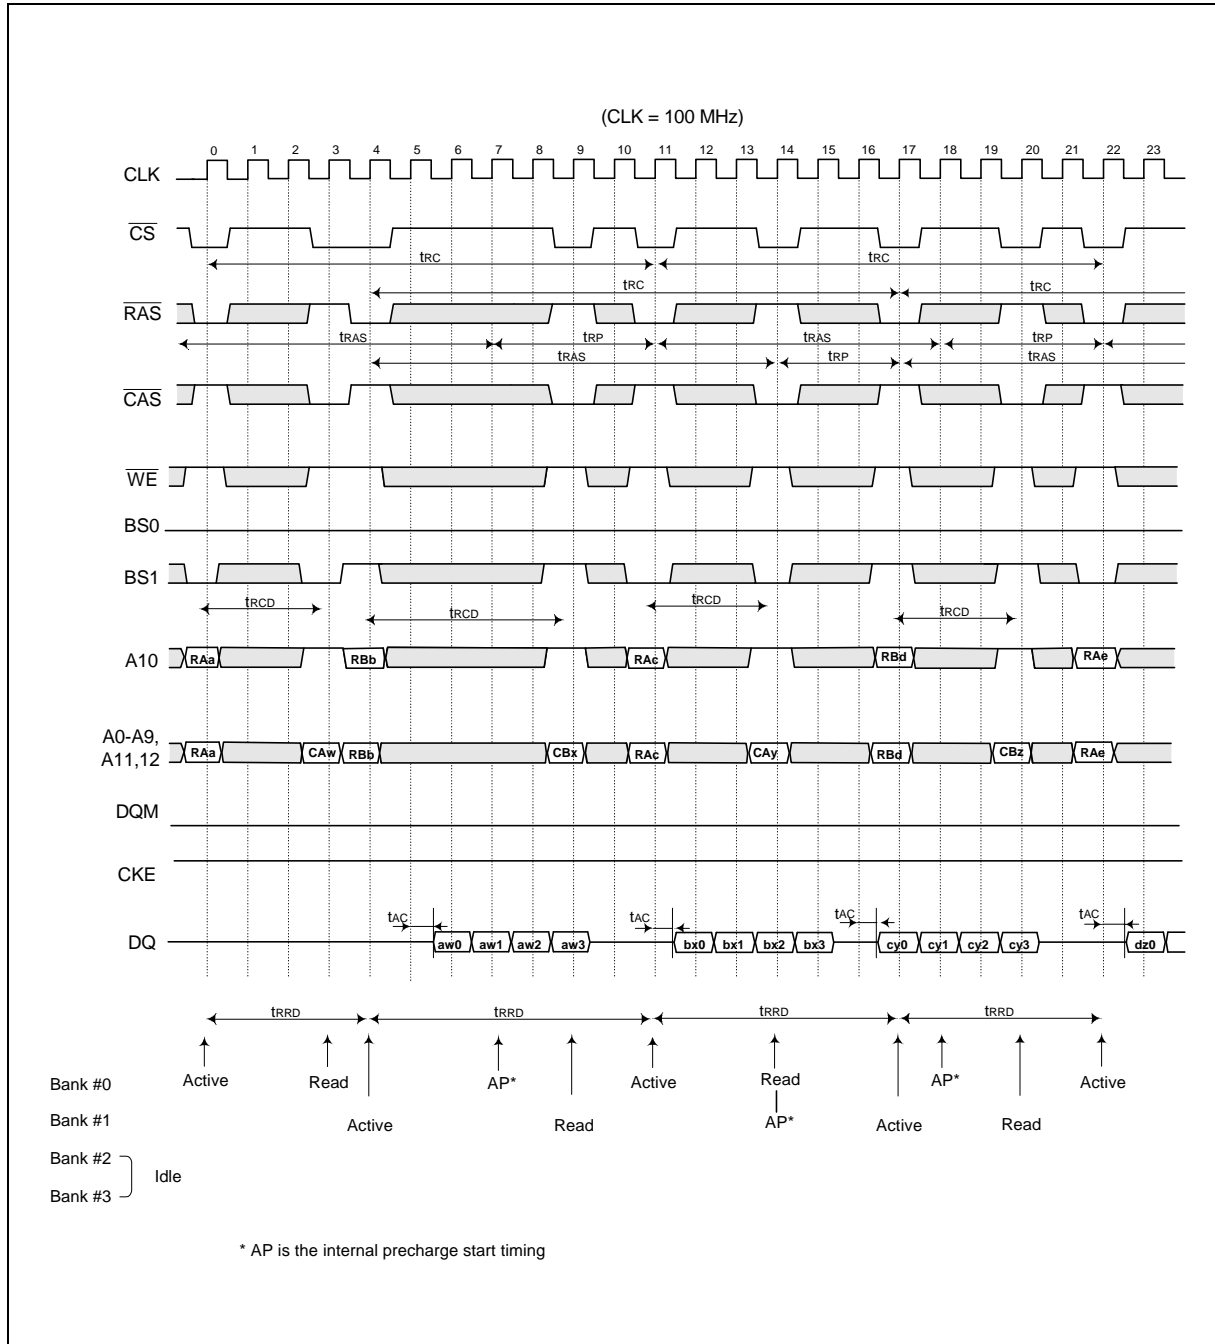 (CLK = 100 MHz)
0 1 2 3 4 5 6 7 8 9 10 11 12 13 14 15 16 17 18 19 20 21 22 23
CLK
CS
tRC tRC
tRC tRC
RAS
tRAS tRP tRAS tRP
tRAS tRP tRAS
CAS
WE
BS0
BS1
tRCD tRCD tRCD tRCD
A10 RAa RBb RAc RBd RAe
A0-A9,
A11,12 RAa CAw RBb CBx RAc CAy RBd CBz RAe
DQM
CKE
tAC tAC tAC tAC
DQ aw0 aw1 aw2 aw3 bx0 bx1 bx2 bx3 cy0 cy1 cy2 cy3 dz0
tRRD tRRD tRRD tRRD
Bank #0 Active Read AP* Active Read AP* Active
Bank #1 Active Read AP* Active Read
Bank #2
Idle
Bank #3
* AP is the internal precharge start timing